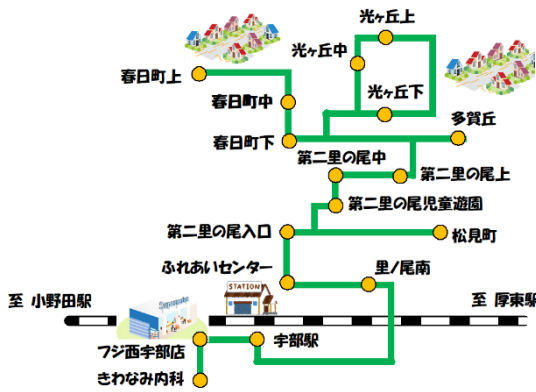 光ヶ丘上
光ヶ丘中
春日町上
光ヶ丘下
春日町中
多賀丘
春日町下
第二里の尾中
第二里の尾上
第二里の尾児童遊園
第二里の尾入口
松見町
ふれあいセンター
里ノ尾南
STATION
至 小野田駅
至 厚東駅
フジ西宇部店
宇部駅
きわなみ内科